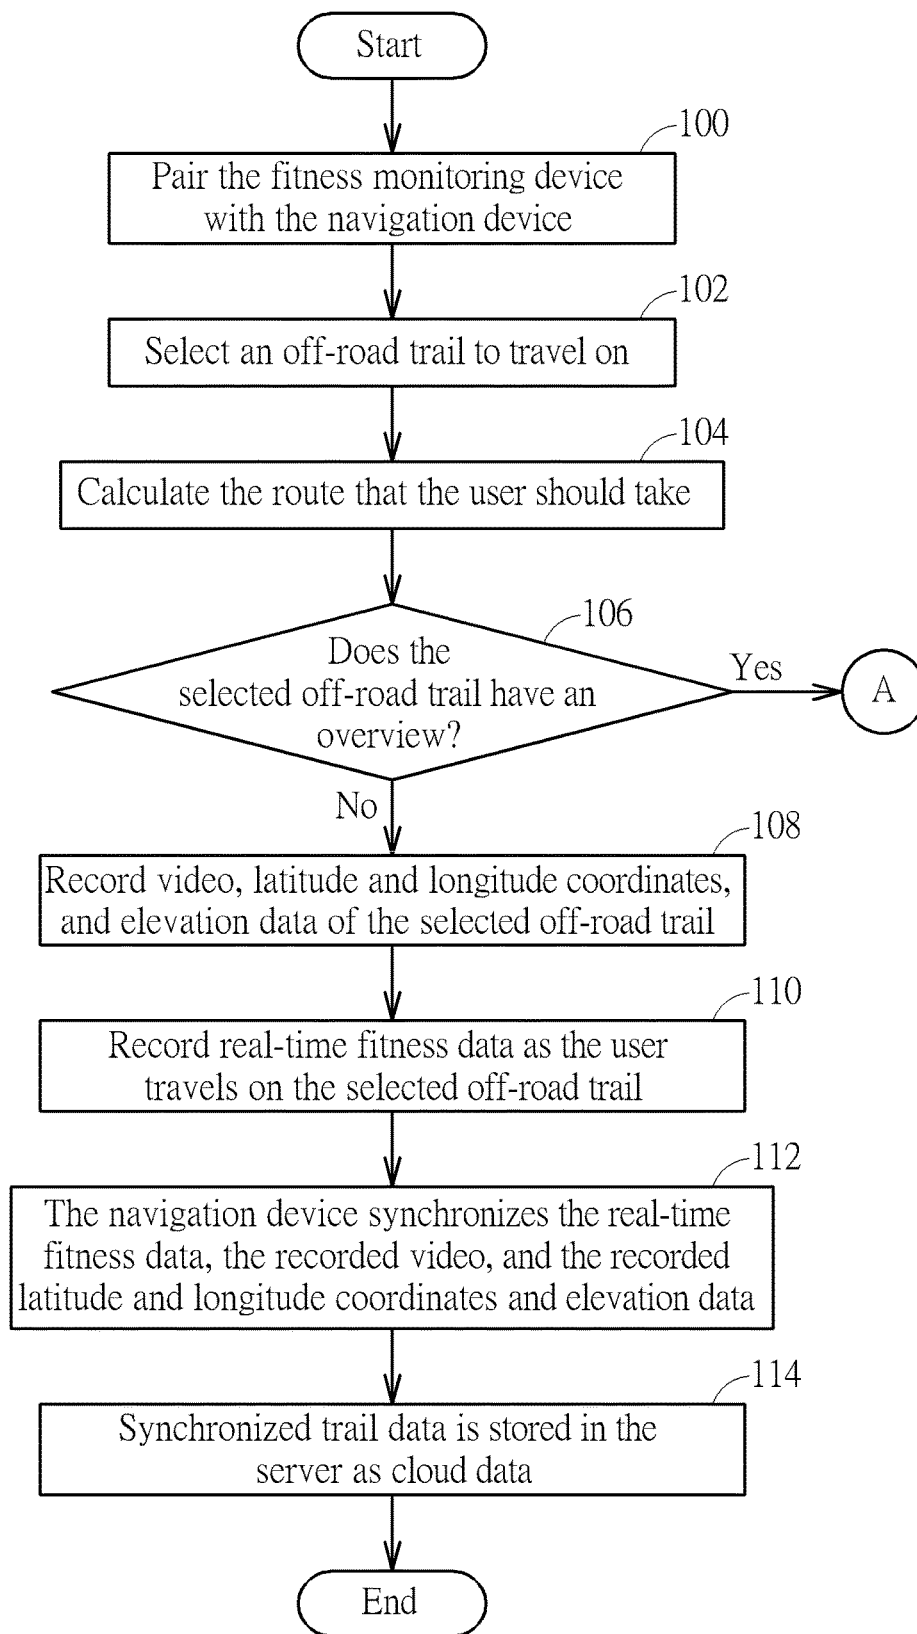 Start
100
Pair the fitness monitoring device
with the navigation device
102
Select an off-road trail to travel on
104
Calculate the route that the user should take
106
Does the
selected off-road trail have an
overview?
Yes
A
No
108
Record video, latitude and longitude coordinates,
and elevation data of the selected off-road trail
110
Record real-time fitness data as the user
travels on the selected off-road trail
112
The navigation device synchronizes the real-time
fitness data, the recorded video, and the recorded
latitude and longitude coordinates and elevation data
114
Synchronized trail data is stored in the
server as cloud data
End